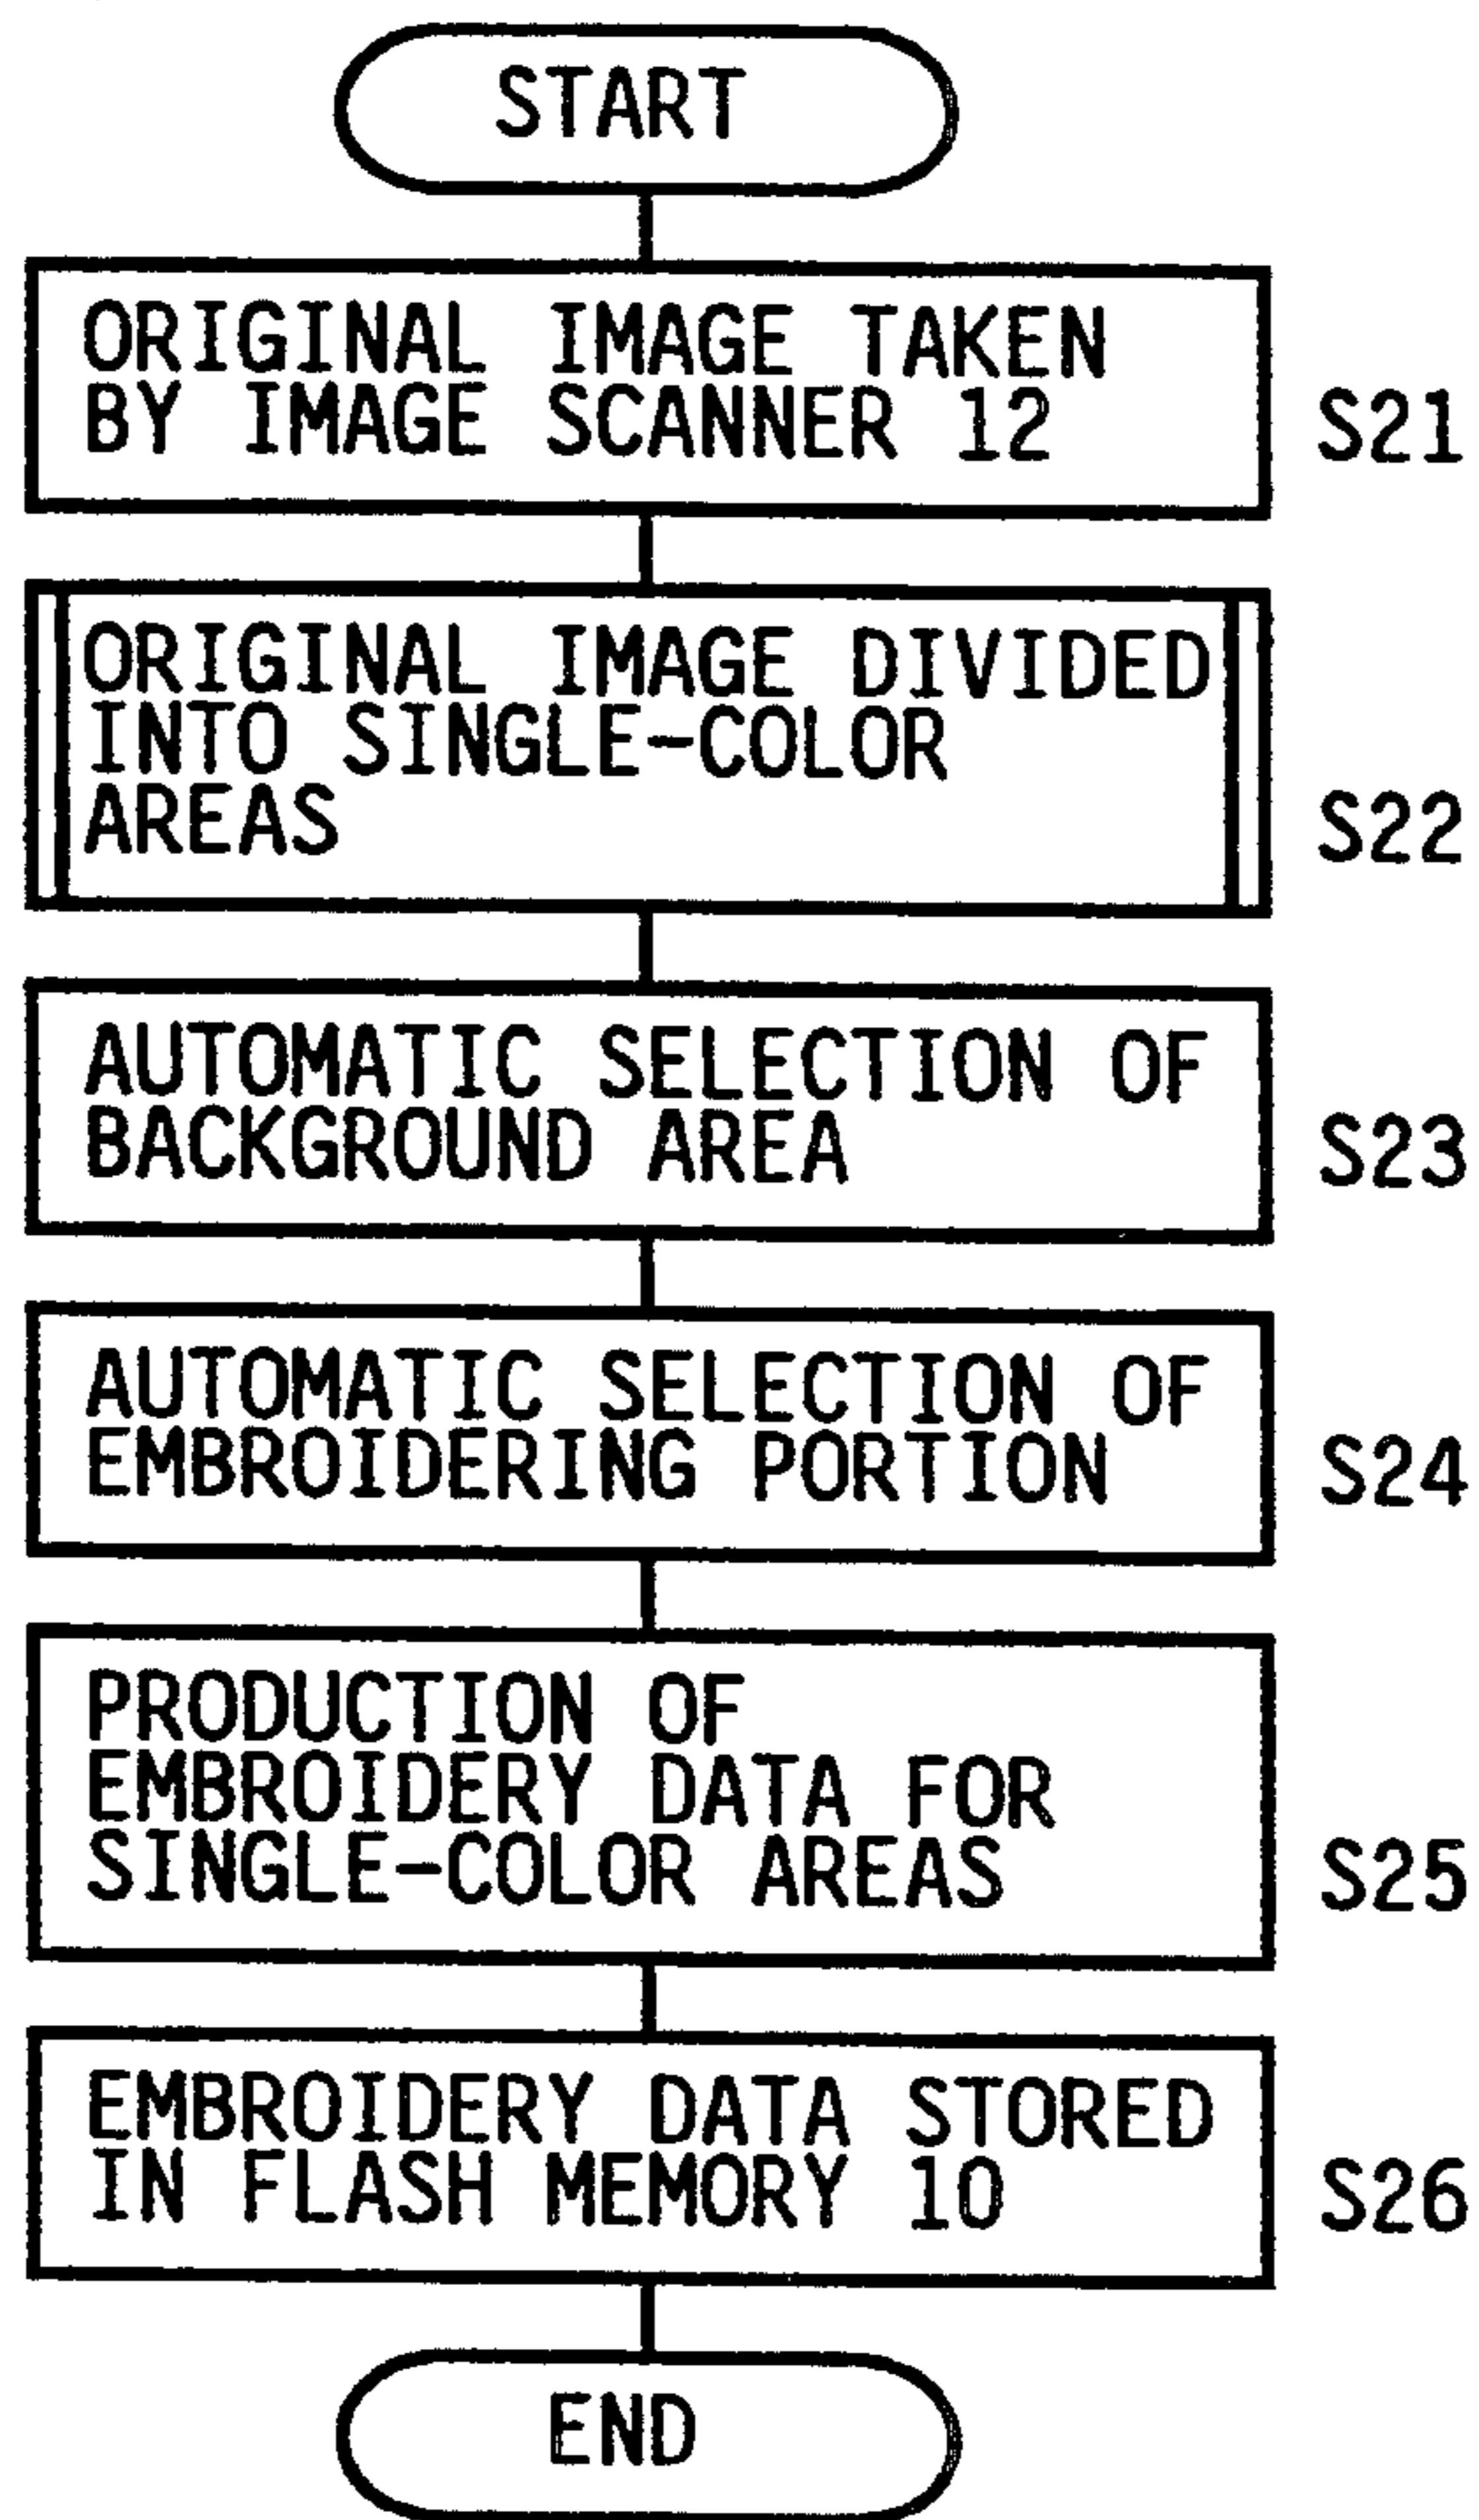 START
ORIGINAL IMAGE TAKEN
BY IMAGE SCANNER 12
S21
ORIGINAL IMAGE DIVIDED
INTO SINGLE-COLOR
AREAS
S22
AUTOMATIC SELECTION OF
BACKGROUND AREA
S23
AUTOMATIC SELECTION OF
EMBROIDERING PORTION
S24
PRODUCTION OF
EMBROIDERY DATA FOR
SINGLE-COLOR AREAS
S25
EMBROIDERY DATA STORED
IN FLASH MEMORY 10
S26
END